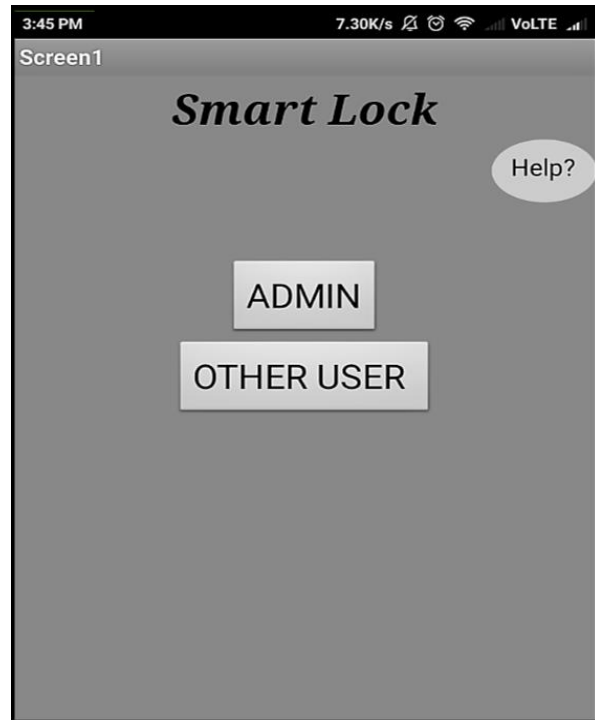 3:45 PM 7.30K/s VoLTE
Screen1
Smart Lock
Help?
ADMIN
OTHER USER